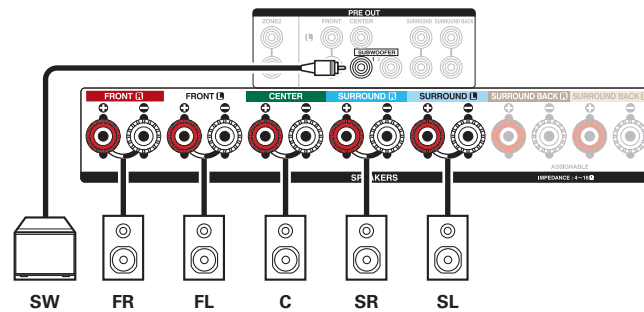 PRE OUT
ZONE2 FRONT CENTER SURROUND SURROUND BACK
L
SUBWOOFER
1 2
FRONT R FRONT L CENTER SURROUND R SURROUND L SURROUND BACK R SURROUND BACK
ASSIGNABLE
SPEAKERS IMPEDANCE : 4~16Ω
SW FR FL C SR SL